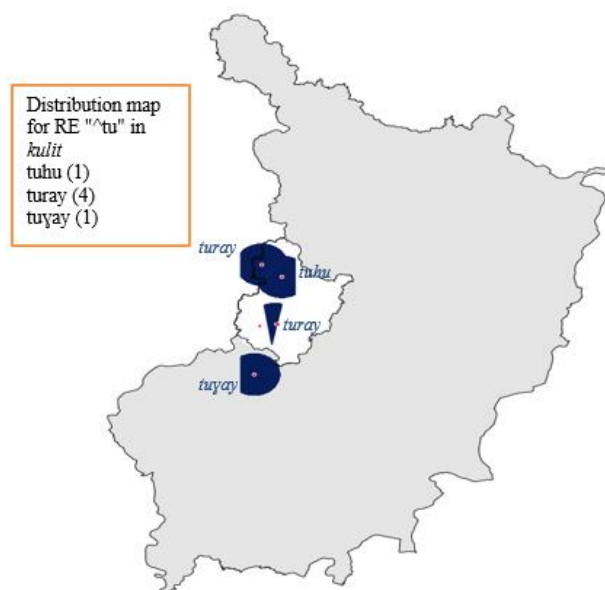 Distribution map
for RE "^tu" in
kulit
tuhu (1)
turay (4)
tuɣay (1)
turay
tuhu
turay
tuɣay